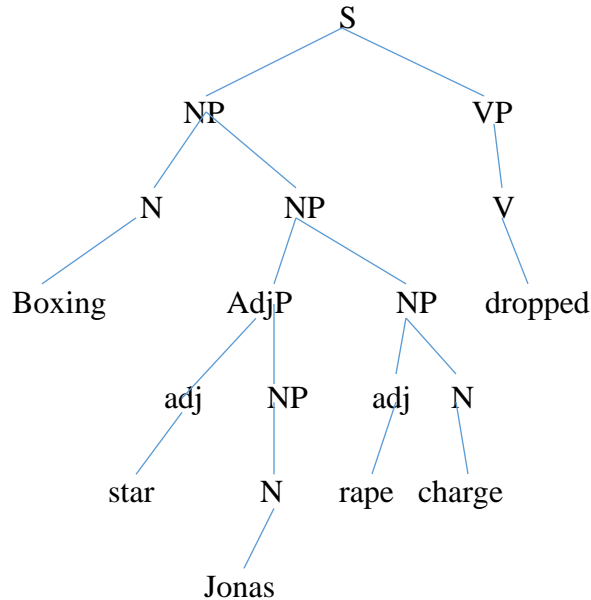 S
NP VP
N NP V
Boxing AdjP NP dropped
adj NP adj N
star N rape charge
Jonas